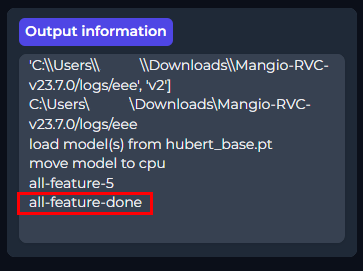 Output information
'C:\\Users\\ \\Downloads\\Mangio-RVC-
v23.7.0/logs/eee', 'v2']
C:\Users\ \Downloads\Mangio-RVC-
v23.7.0/logs/eee
load model(s) from hubert_base.pt
move model to cpu
all-feature-5
all-feature-done